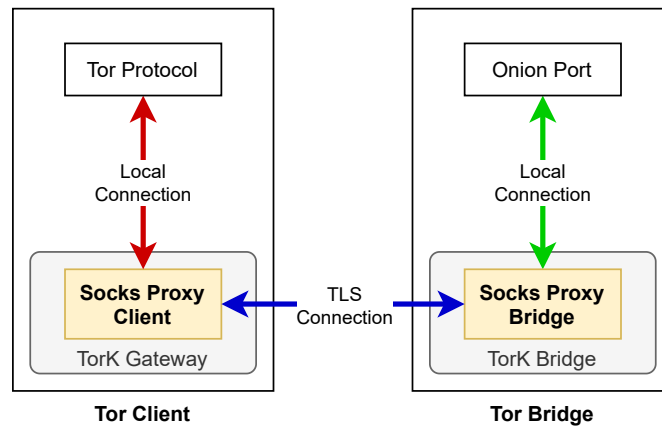 Tor Protocol
Local
Connection
Socks Proxy
Client
TorK Gateway
Tor Client
TLS
Connection
Onion Port
Local
Connection
Socks Proxy
Bridge
TorK Bridge
Tor Bridge